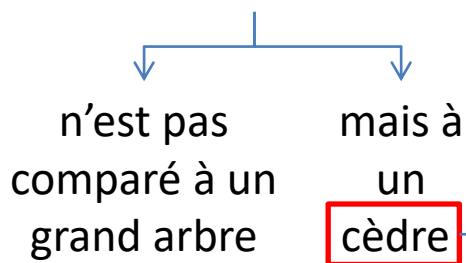 n'est pas
comparé à un
grand arbre
mais à
un
cèdre